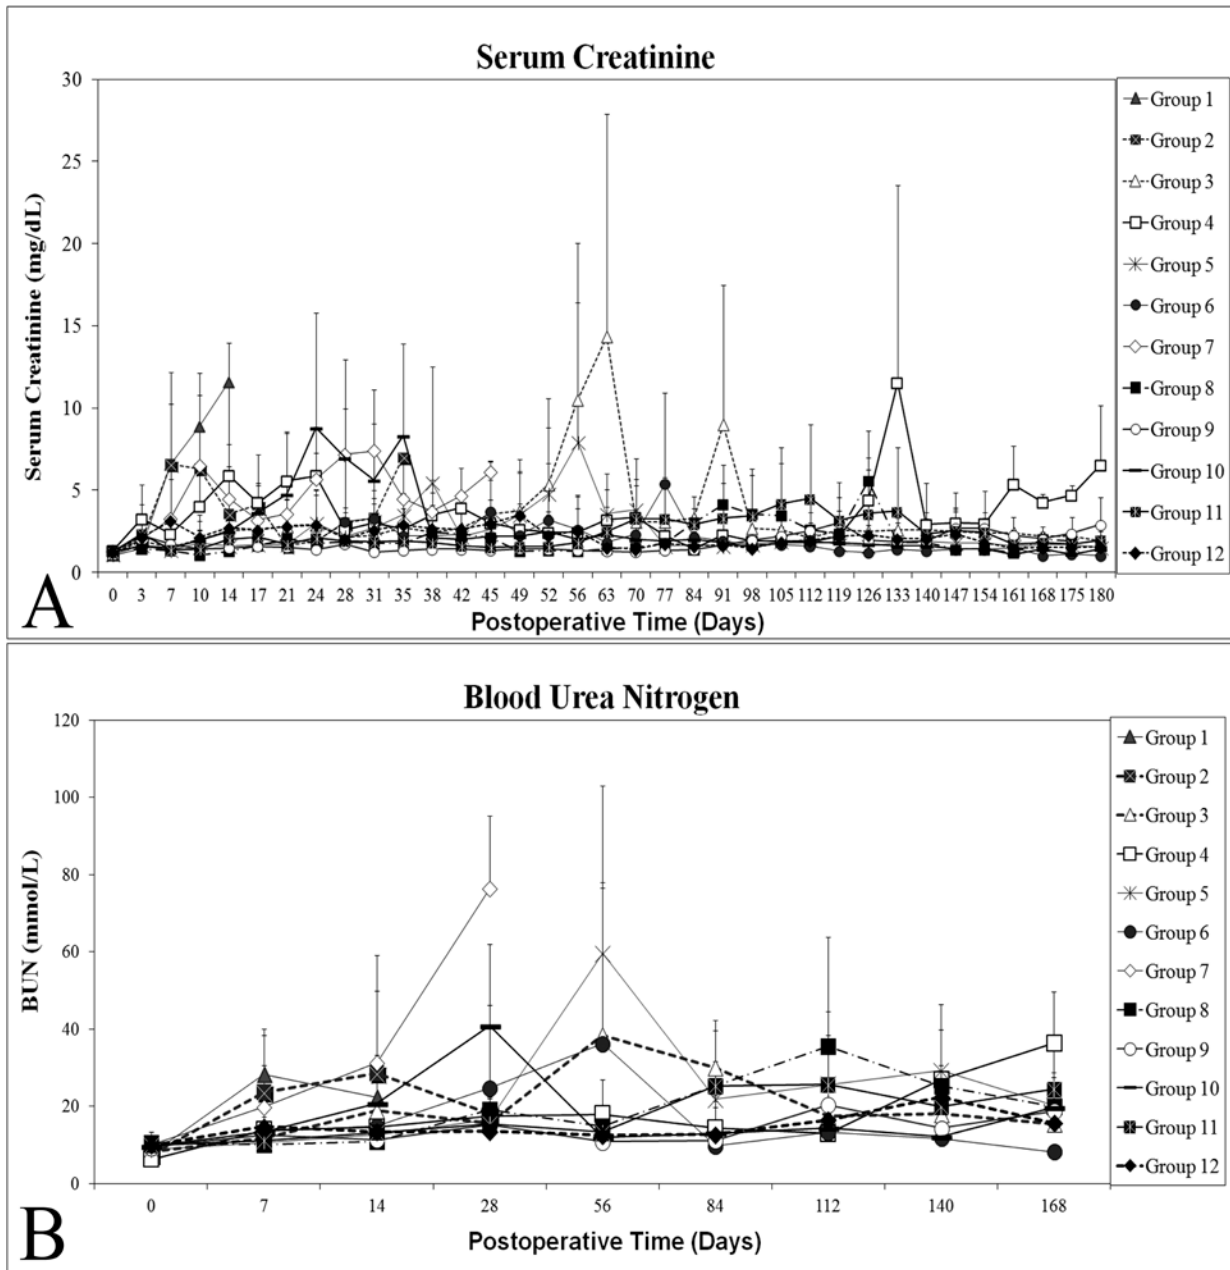 Serum Creatinine
30
25
20
15
10
5
0
Serum Creatinine (mg/dL)
0 3 7 10 14 17 21 24 28 31 35 38 42 45 49 52 56 63 70 77 84 91 98 105 112 119 126 133 140 147 154 161 168 175 180
Postoperative Time (Days)
Group 1
Group 2
Group 3
Group 4
Group 5
Group 6
Group 7
Group 8
Group 9
Group 10
Group 11
Group 12
A
Blood Urea Nitrogen
120
100
80
60
40
20
0
BUN (mmol/L)
0 7 14 28 56 84 112 140 168
Postoperative Time (Days)
Group 1
Group 2
Group 3
Group 4
Group 5
Group 6
Group 7
Group 8
Group 9
Group 10
Group 11
Group 12
B